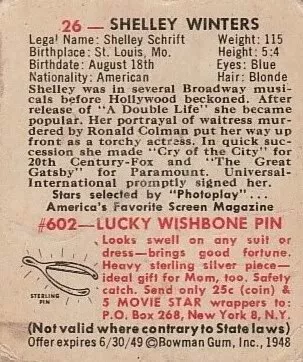 26 — SHELLEY WINTERS
Legal Name: Shelley Schrift Weight: 115
Birthplace: St. Louis, Mo. Height: 5:4
Birthdate: August 18th Eyes: Blue
Nationality: American Hair: Blonde
Shelley was in several Broadway musi-
cals before Hollywood beckoned. After
release of "A Double Life" she became
popular. Her portrayal of waitress mur-
dered by Ronald Colman put her way up
front as a torchy actress. In quick suc-
cession she made "Cry of the City" for
20th Century-Fox and "The Great
Gatsby" for Paramount. Universal-
International promptly signed her.
Stars selected by "Photoplay"...
America's Favorite Screen Magazine
#602—LUCKY WISHBONE PIN
Looks swell on any suit or
dress—brings good fortune.
Heavy sterling silver piece—
ideal gift for Mom, too. Safety
catch. Send only 25c (coin) &
5 MOVIE STAR wrappers to:
P.O. Box 268, New York 8, N.Y.
STERLING
PIN
(Not valid where contrary to State laws)
Offer expires 6/30/49 ©Bowman Gum, Inc., 1948